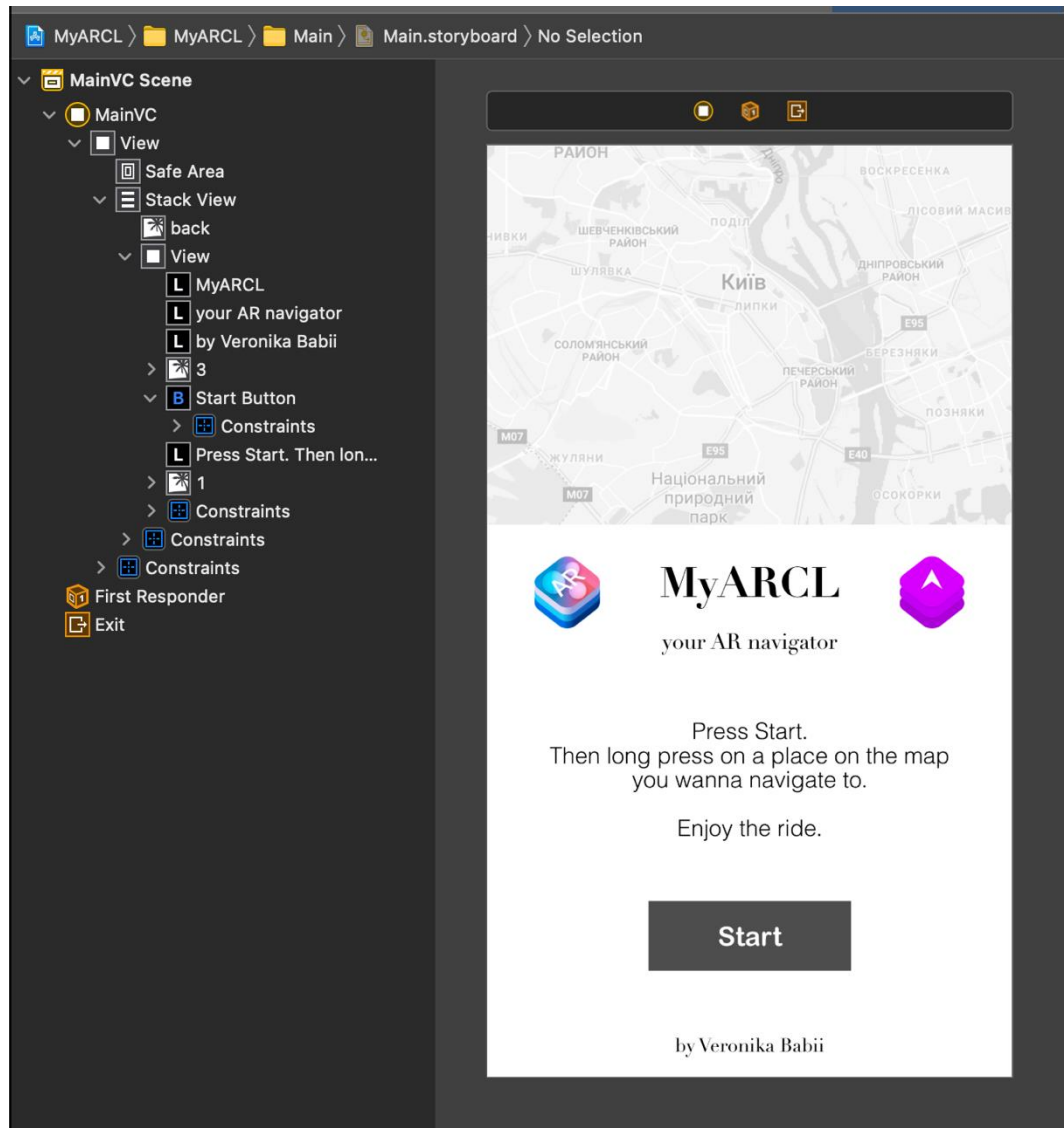 MyARCL 〉 MyARCL 〉 Main 〉 Main.storyboard 〉 No Selection
MainVC Scene
MainVC
View
Safe Area
Stack View
back
View
L MyARCL
L your AR navigator
L by Veronika Babii
3
B Start Button
Constraints
L Press Start. Then lon...
1
Constraints
Constraints
Constraints
First Responder
Exit
РАЙОН
Дніпро
ВОСКРЕСЕНКА
ЛІСОВИЙ МАСИВ
ПОДІЛ
НИВКИ
ШЕВЧЕНКІВСЬКИЙ
РАЙОН
ШУЛЯВКА
ДНІПРОВСЬКИЙ
РАЙОН
Київ
ЛИПКИ
E95
СОЛОМ'ЯНСЬКИЙ
РАЙОН
БЕРЕЗНЯКИ
ПЕЧЕРСЬКИЙ
РАЙОН
ПОЗНЯКИ
M07
ЖУЛЯНИ
E95
E40
Національний
природний
парк
M07
ОСОКОРКИ
AR
MyARCL
your AR navigator
Press Start.
Then long press on a place on the map
you wanna navigate to.
Enjoy the ride.
Start
by Veronika Babii